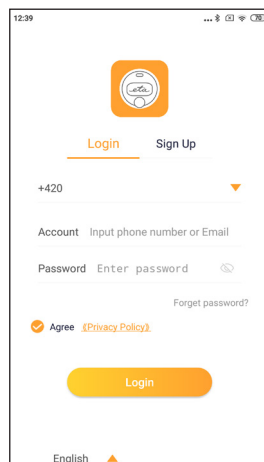 12:39
70
eta
Login Sign Up
+420
Account Input phone number or Email
Password Enter password
Forget password?
Agree 《Privacy Policy》
Login
English